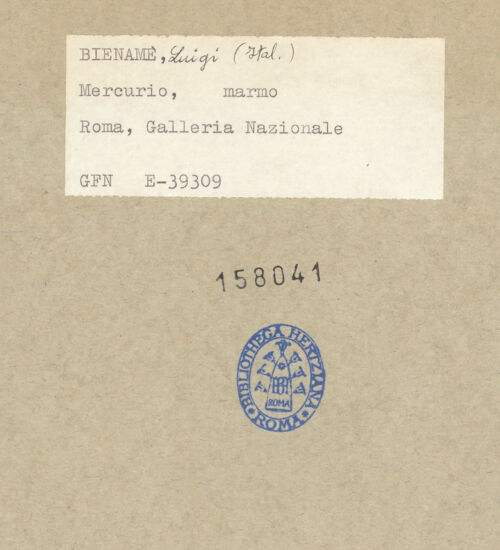 BIENAMÉ, Luigi (Ital.)
Mercurio, marmo
Roma, Galleria Nazionale
GFN E-39309
158041
BIBLIOTHECA HERTZIANA
ROMA
ROMA